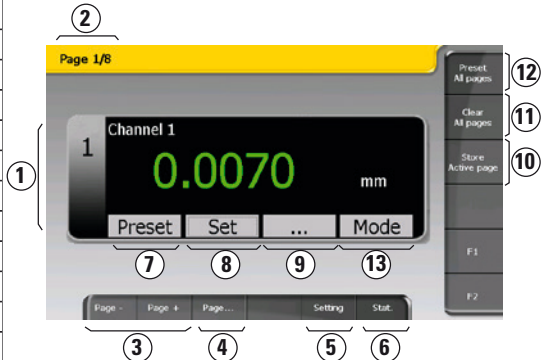 2
Page 1/8
Preset
All pages
12
Clear
All pages
11
Channel 1
1
1
0.0070 mm
Store
Active page
10
Preset Set ... Mode
7 8 9 13
F1
F2
Page - Page + Page... Setting Stat.
3 4 5 6